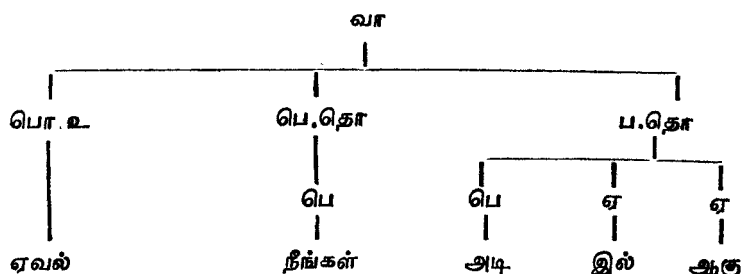 வா
பொ.உ பெ.தொ ப.தொ
பெ பெ ஏ ஏ
ஏவல் நீங்கள் அடி இல் ஆகு